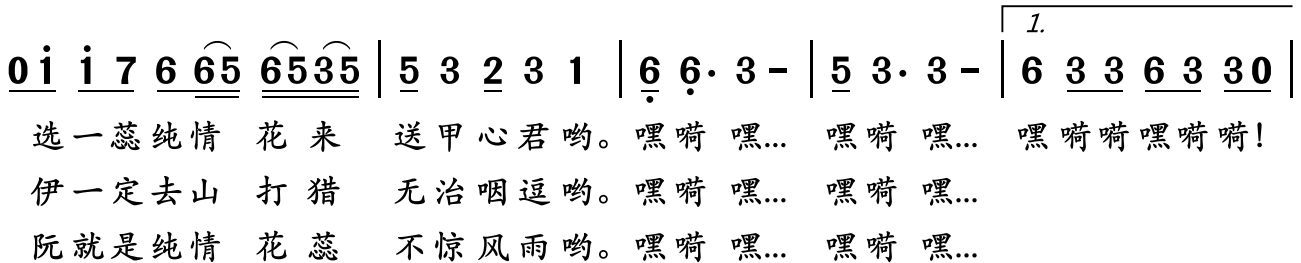 1.
0 1 1 7 6 6 5 6 5 3 5 | 5 3 2 3 1 | 6 6· 3 - | 5 3· 3 - | 6 3 3 6 3 3 0 |
选一蕊纯情 花来 送甲心君哟。嘿嗬 嘿… 嘿嗬 嘿… 嘿嗬嗬嘿嗬嗬!
伊一定去山 打猎 无治咽逗哟。嘿嗬 嘿… 嘿嗬 嘿…
阮就是纯情 花蕊 不惊风雨哟。嘿嗬 嘿… 嘿嗬 嘿…